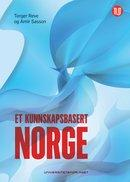 Torger Reve
og Amir Sasson
ET KUNNSKAPSBASERT
NORGE
UNIVERSITETSFORLAGET